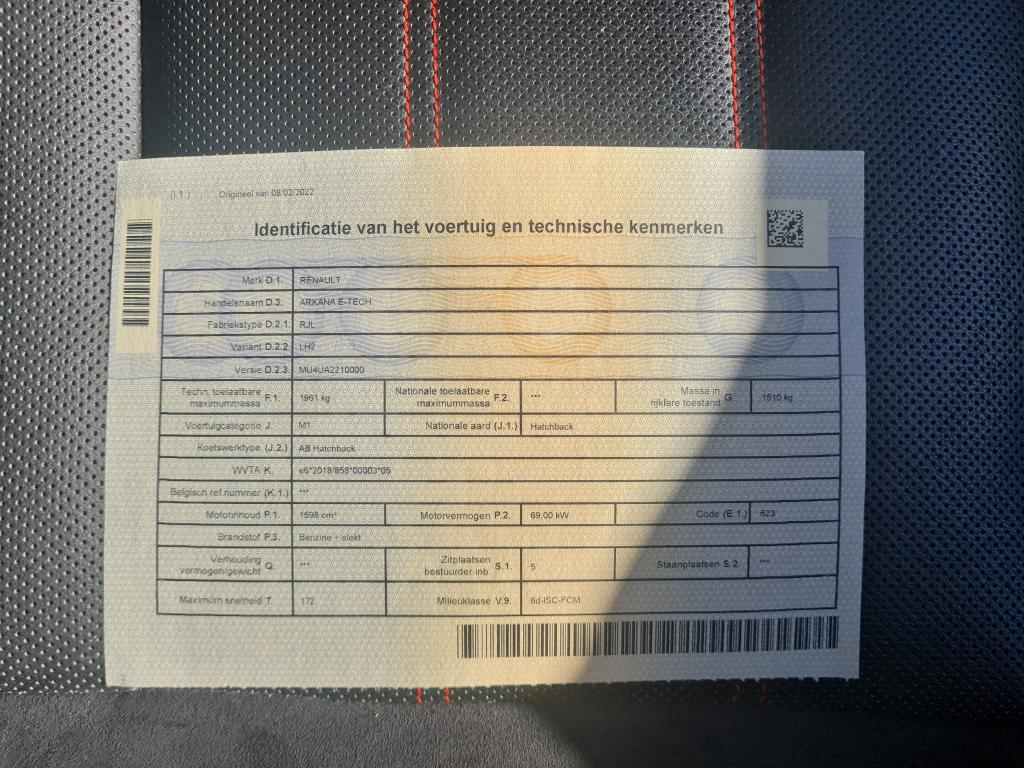 (I.1.) Origineel van 08/02/2022
Identificatie van het voertuig en technische kenmerken
Merk D.1. RENAULT
Handelsnaam D.3. ARKANA E-TECH
Fabriekstype D.2.1. RJL
Variant D.2.2. LH2
Versie D.2.3. MU4UA2210000
Techn. toelaatbare maximummassa F.1. 1961 kg Nationale toelaatbare maximummassa F.2. *** Massa in rijklare toestand G. 1510 kg
Voertuigcategorie J. M1 Nationale aard (J.1.) Hatchback
Koetswerktype (J.2.) AB Hatchback
WVTA K. e6*2018/858*00003*05
Belgisch ref nummer (K.1.) ***
Motorinhoud P.1. 1598 cm³ Motorvermogen P.2. 69.00 kW Code (E.1.) 623
Brandstof P.3. Benzine + elekt
Verhouding vermogen/gewicht Q. *** Zitplaatsen bestuurder inb. S.1. 5 Staanplaatsen S.2. ***
Maximum snelheid T. 172 Milieuklasse V.9. 6d-ISC-FCM